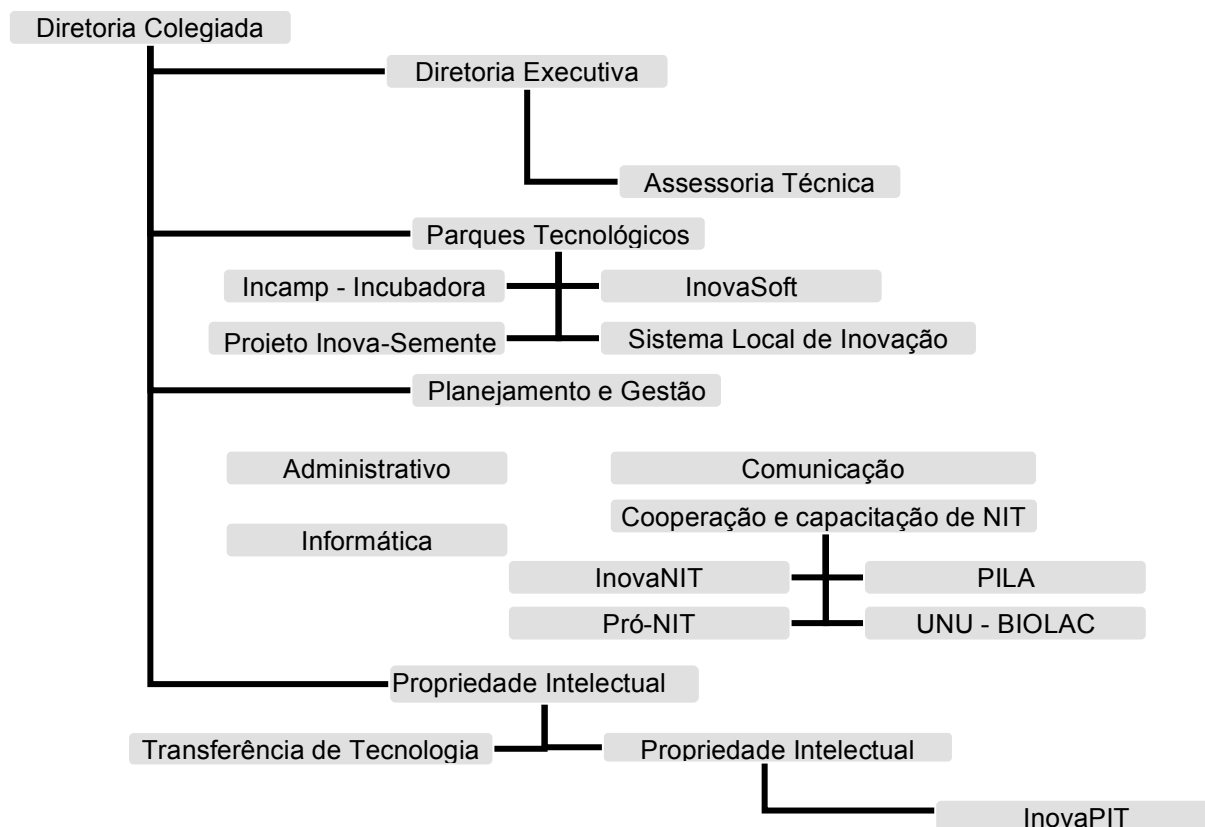 Diretoria Colegiada
Diretoria Executiva
Assessoria Técnica
Parques Tecnológicos
Incamp - Incubadora
InovaSoft
Projeto Inova-Semente
Sistema Local de Inovação
Planejamento e Gestão
Administrativo
Comunicação
Cooperação e capacitação de NIT
Informática
InovaNIT
PILA
Pró-NIT
UNU - BIOLAC
Propriedade Intelectual
Transferência de Tecnologia
Propriedade Intelectual
InovaPIT